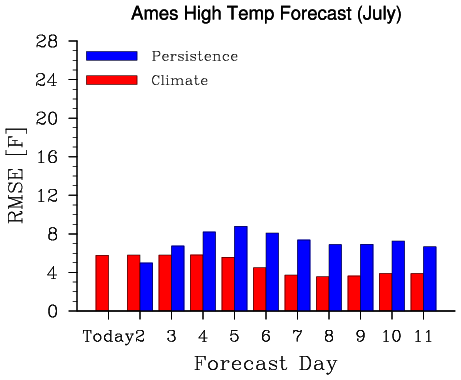 Ames High Temp Forecast (July)
28
24
20
16
12
8
4
0
RMSE [F]
Persistence
Climate
Today 2 3 4 5 6 7 8 9 10 11
Forecast Day